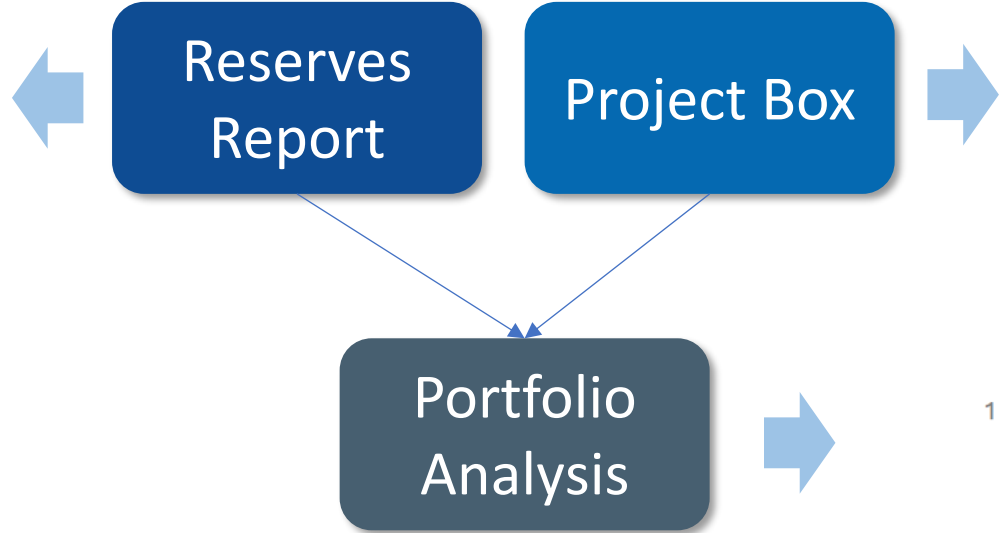 Reserves
Report
Project Box
Portfolio
Analysis
1